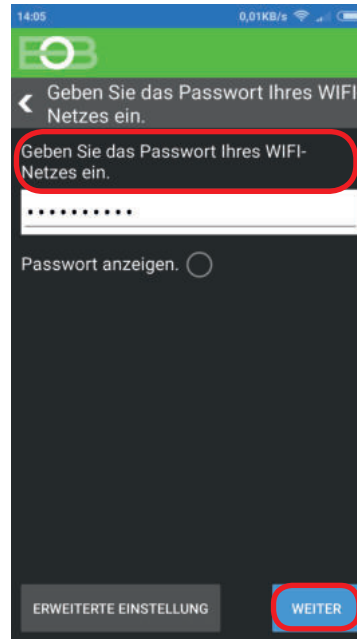 14:05 0,01KB/s
EOB
Geben Sie das Passwort Ihres WIFI
Netzes ein.
Geben Sie das Passwort Ihres WIFI-
Netzes ein.
••••••••••
Passwort anzeigen.
ERWEITERTE EINSTELLUNG WEITER